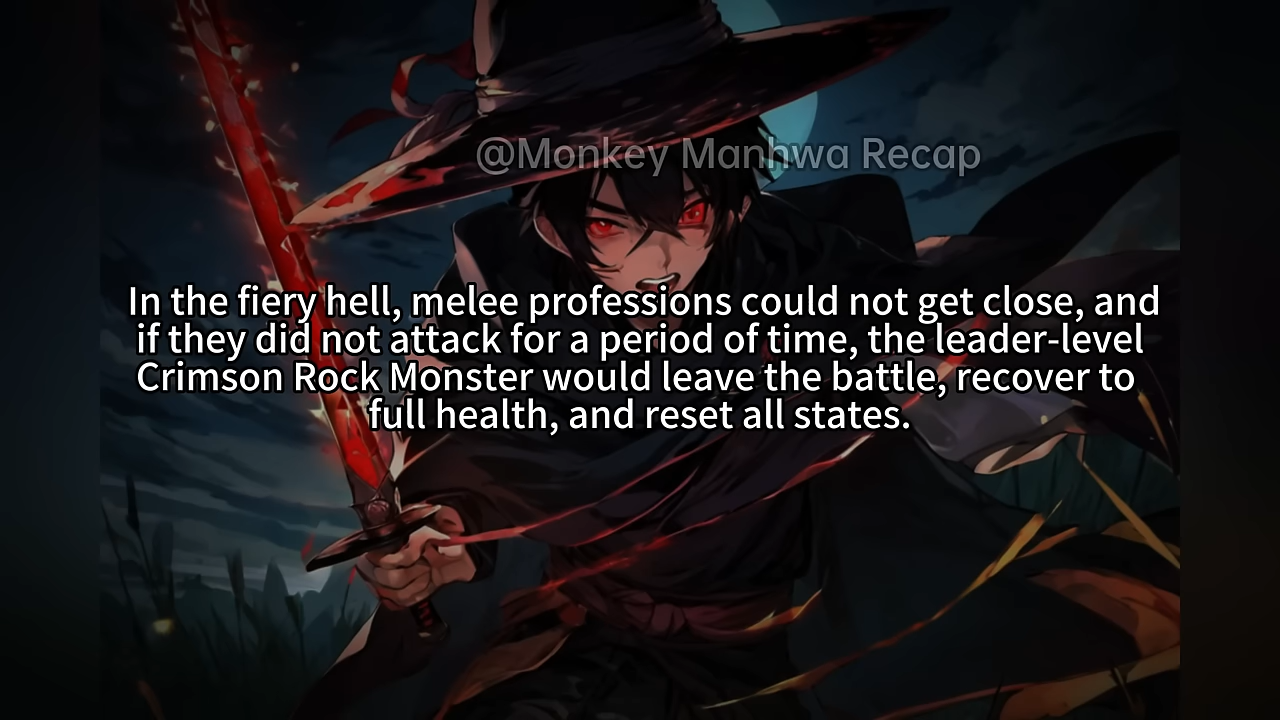 @Monkey Manhwa Recap
In the fiery hell, melee professions could not get close, and
if they did not attack for a period of time, the leader-level
Crimson Rock Monster would leave the battle, recover to
full health, and reset all states.